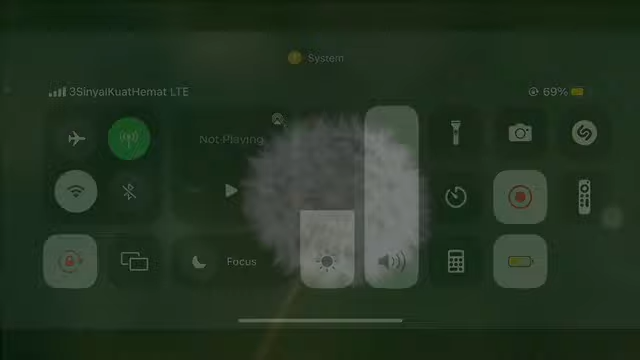 System
3SinyalKuatHemat LTE
69%
Not Playing
Focus